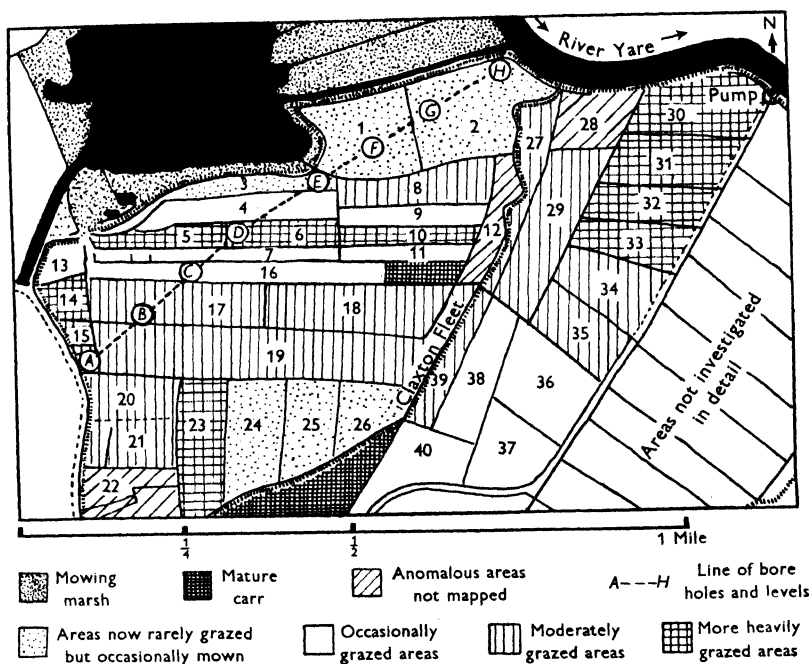 N
River Yare
Pump
H
G
F
E
D
C
B
A
1
2
3
4
5
6
7
8
9
10
11
12
13
14
15
16
17
18
19
20
21
22
23
24
25
26
27
28
29
30
31
32
33
34
35
36
37
38
39
40
Claxton Fleet
Areas not investigated
in detail
1/4
1/2
1 Mile
Mowing
marsh
Mature
carr
Anomalous areas
not mapped
A---H
Line of bore
holes and levels
Areas now rarely grazed
but occasionally mown
Occasionally
grazed areas
Moderately
grazed areas
More heavily
grazed areas